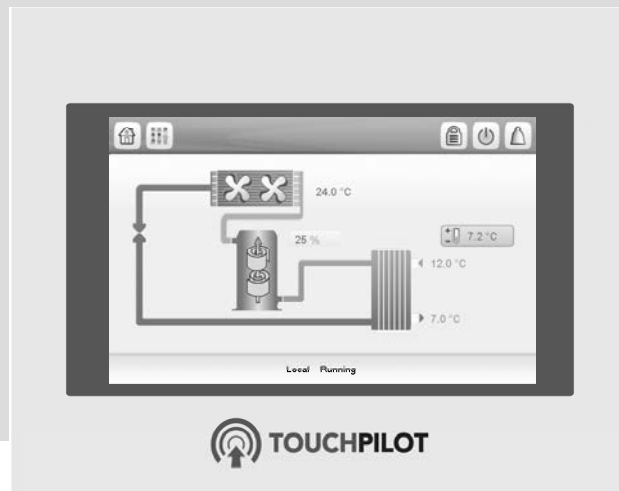 24.0 °C
25 %
7.2 °C
12.0 °C
7.0 °C
Local Running
TOUCHPILOT